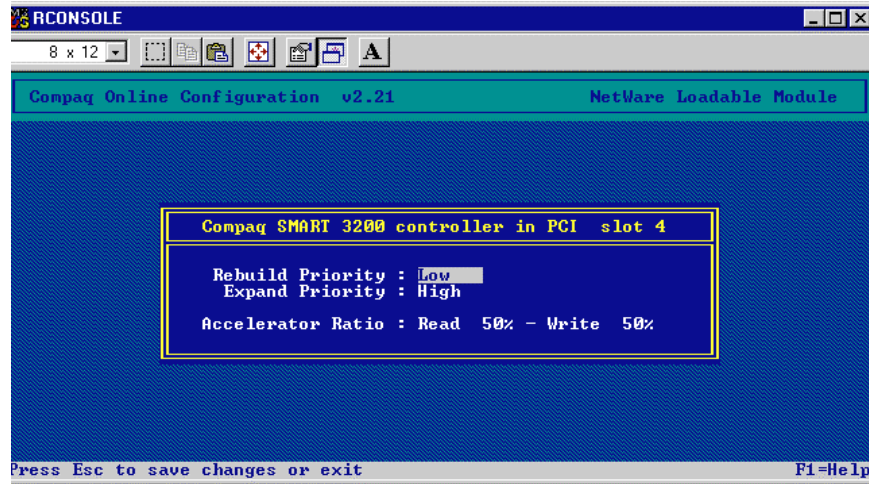 RCONSOLE
8 x 12 A
Compaq Online Configuration v2.21 NetWare Loadable Module
Compaq SMART 3200 controller in PCI slot 4
Rebuild Priority : Low
Expand Priority : High
Accelerator Ratio : Read 50% - Write 50%
Press Esc to save changes or exit F1=Help